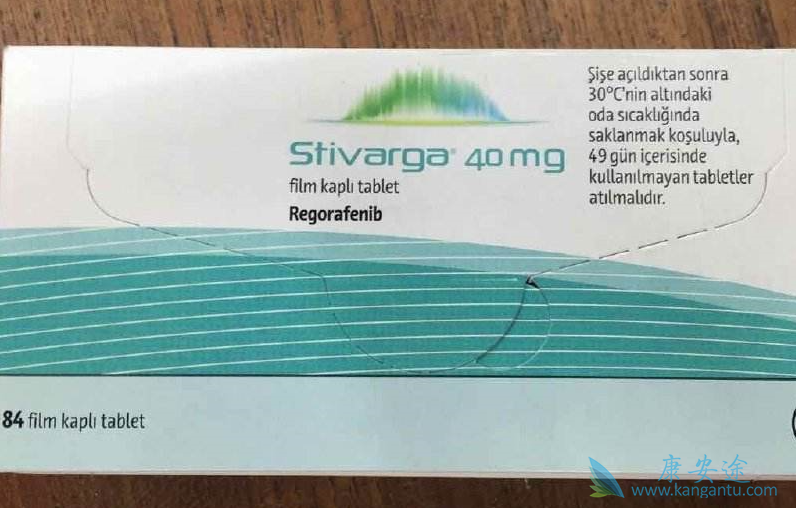 Stivarga® 40 mg
film kaplı tablet
Regorafenib
Şişe açıldıktan sonra
30°C'nin altındaki
oda sıcaklığında
saklanmak koşuluyla,
49 gün içerisinde
kullanılmayan tabletler
atılmalıdır.
84 film kaplı tablet
康安途
www.kangantu.com